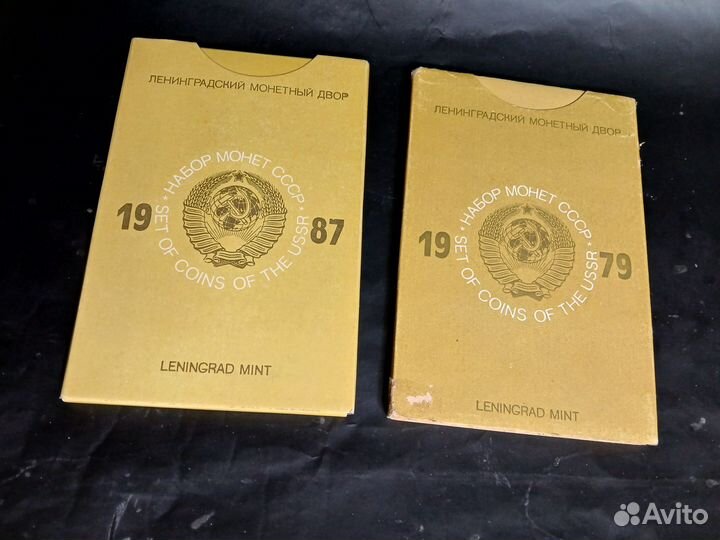 ЛЕНИНГРАДСКИЙ МОНЕТНЫЙ ДВОР
* НАБОР МОНЕТ СССР *
19 87
SET OF COINS OF THE USSR
LENINGRAD MINT
ЛЕНИНГРАДСКИЙ МОНЕТНЫЙ ДВОР
* НАБОР МОНЕТ СССР *
19 79
SET OF COINS OF THE USSR
LENINGRAD MINT
Avito